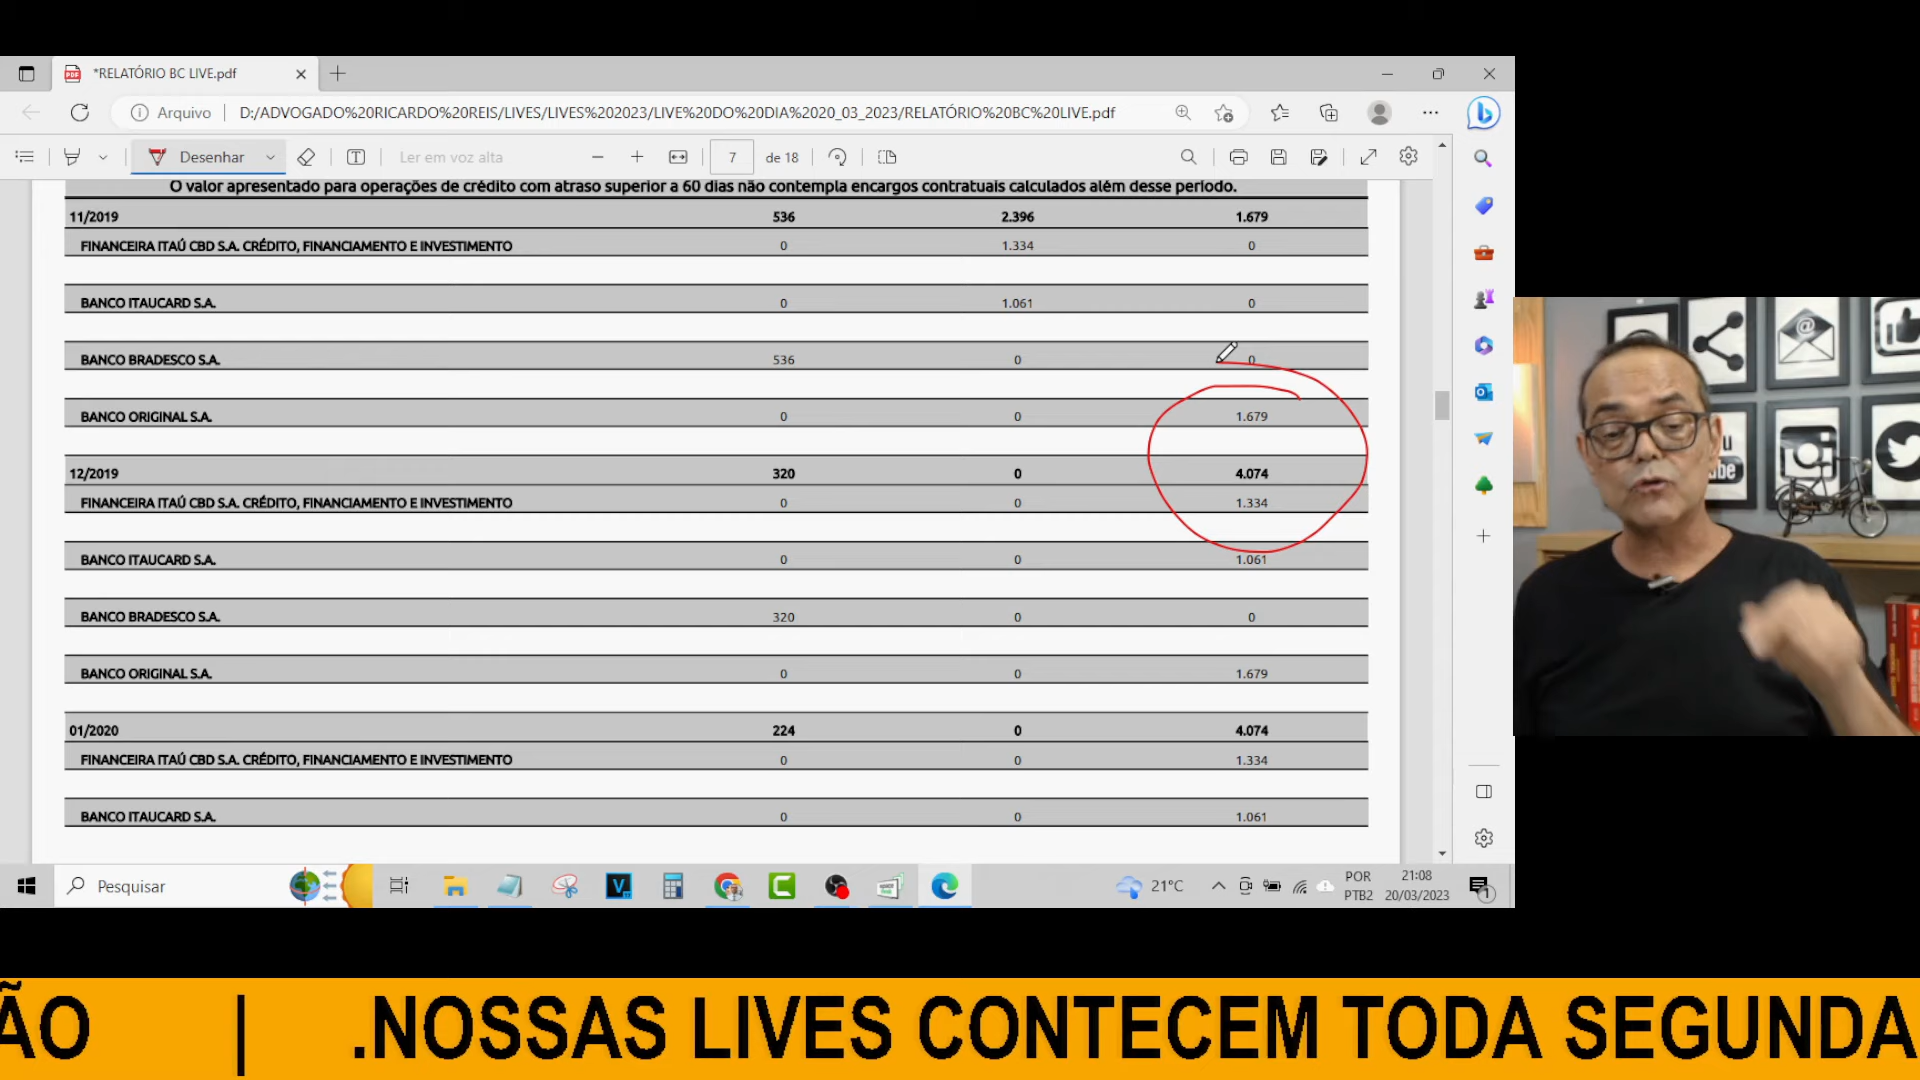 *RELATÓRIO BC LIVE.pdf
Arquivo
D:/ADVOGADO%20RICARDO%20REIS/LIVES/LIVES%202023/LIVE%20DO%20DIA%2020_03_2023/RELATÓRIO%20BC%20LIVE.pdf
Desenhar
Ler em voz alta
7 de 18
O valor apresentado para operações de crédito com atraso superior a 60 dias não contempla encargos contratuais calculados além desse período.
11/2019 536 2.396 1.679
FINANCEIRA ITAÚ CBD S.A. CRÉDITO, FINANCIAMENTO E INVESTIMENTO 0 1.334 0
BANCO ITAUCARD S.A. 0 1.061 0
BANCO BRADESCO S.A. 536 0 0
BANCO ORIGINAL S.A. 0 0 1.679
12/2019 320 0 4.074
FINANCEIRA ITAÚ CBD S.A. CRÉDITO, FINANCIAMENTO E INVESTIMENTO 0 0 1.334
BANCO ITAUCARD S.A. 0 0 1.061
BANCO BRADESCO S.A. 320 0 0
BANCO ORIGINAL S.A. 0 0 1.679
01/2020 224 0 4.074
FINANCEIRA ITAÚ CBD S.A. CRÉDITO, FINANCIAMENTO E INVESTIMENTO 0 0 1.334
BANCO ITAUCARD S.A. 0 0 1.061
Pesquisar
21°C
POR
PTB2
21:08
20/03/2023
1
ÃO | .NOSSAS LIVES CONTECEM TODA SEGUNDA